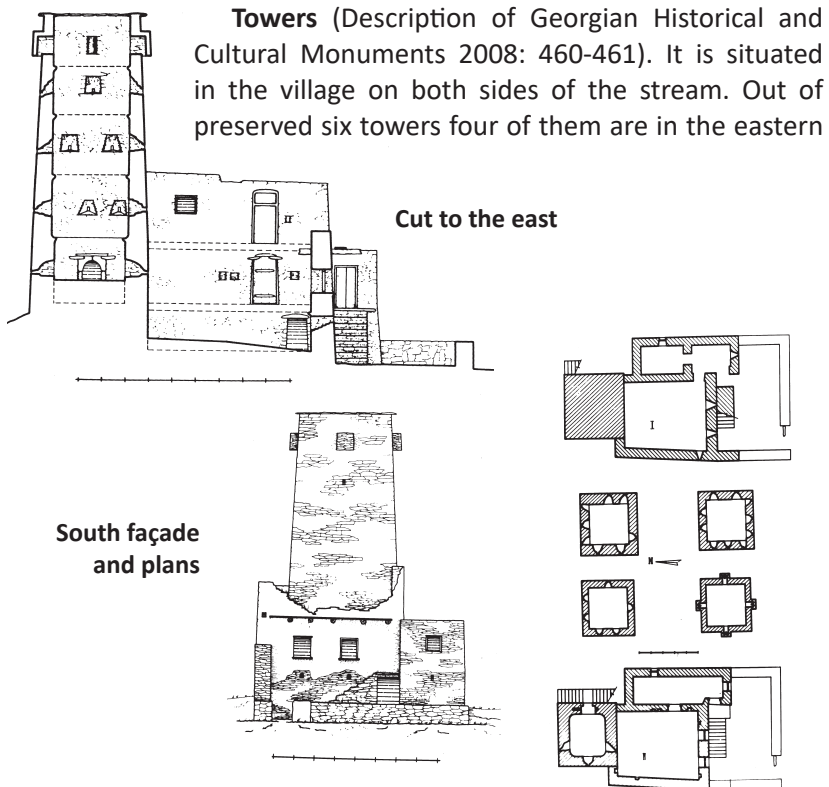 Towers (Description of Georgian Historical and
Cultural Monuments 2008: 460-461). It is situated
in the village on both sides of the stream. Out of
preserved six towers four of them are in the eastern
Cut to the east
South façade
and plans
I
N
II